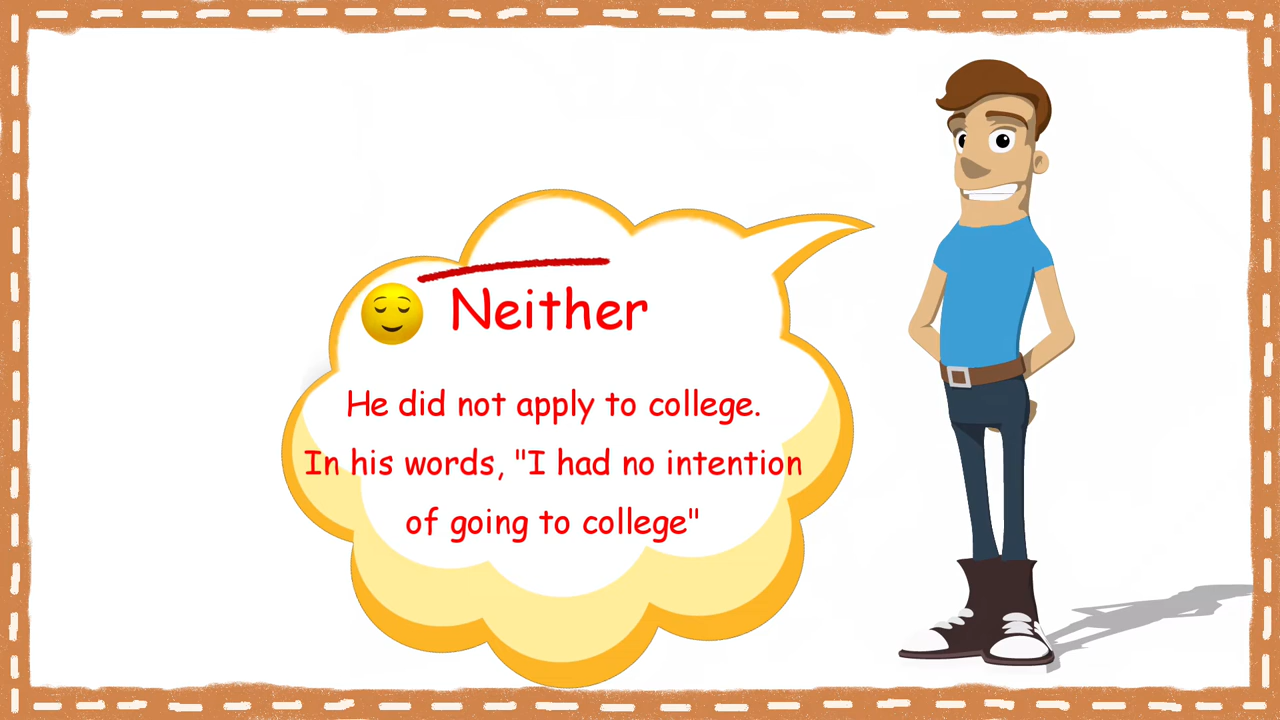 Neither
He did not apply to college.
In his words, "I had no intention
of going to college"